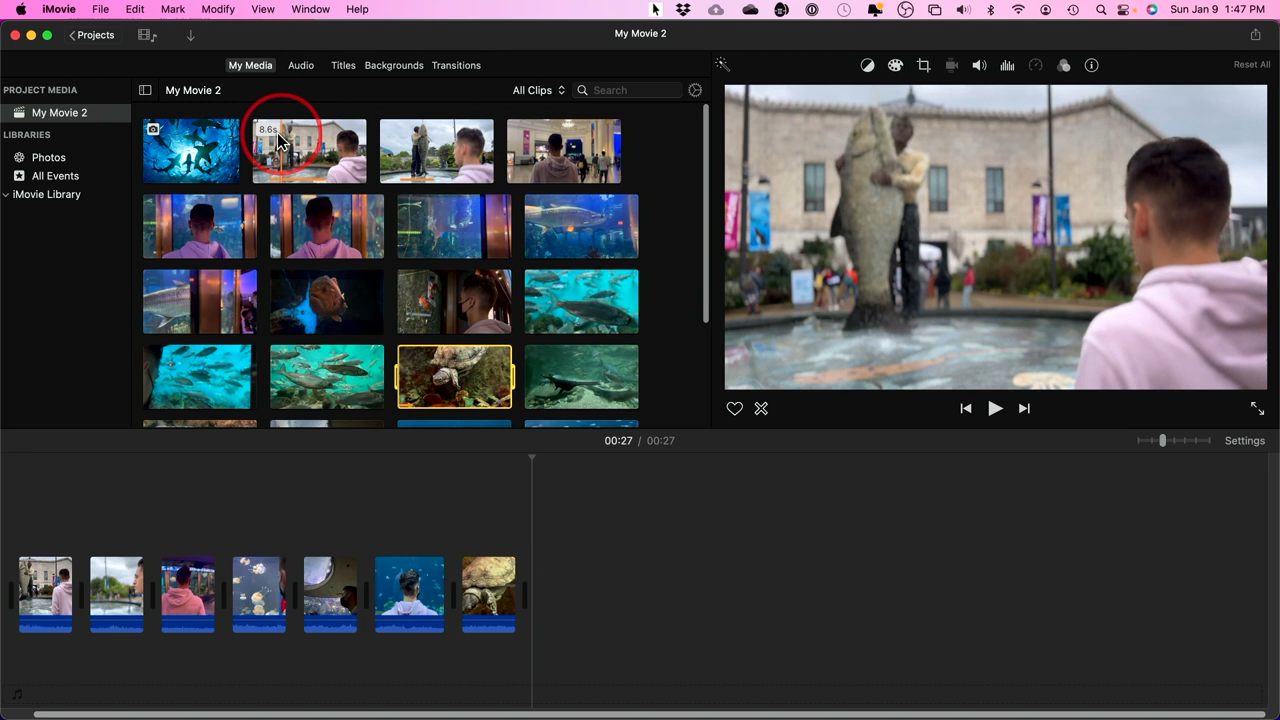 iMovie File Edit Mark Modify View Window Help Sun Jan 9 1:47 PM
Projects My Movie 2
My Media Audio Titles Backgrounds Transitions Reset All
PROJECT MEDIA
My Movie 2
LIBRARIES
Photos
All Events
iMovie Library
My Movie 2 All Clips Search
8.6s
00:27 / 00:27 Settings